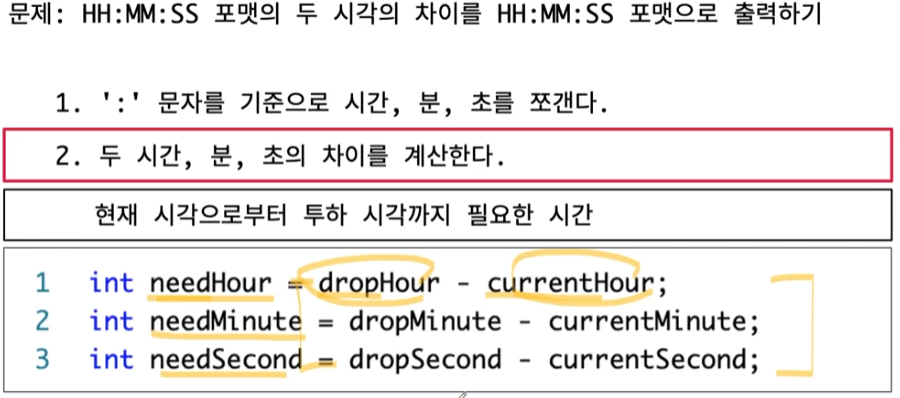 문제: HH:MM:SS 포맷의 두 시각의 차이를 HH:MM:SS 포맷으로 출력하기
1. ':' 문자를 기준으로 시간, 분, 초를 쪼갠다.
2. 두 시간, 분, 초의 차이를 계산한다.
현재 시각으로부터 투하 시각까지 필요한 시간
1 int needHour = dropHour - currentHour;
2 int needMinute = dropMinute - currentMinute;
3 int needSecond = dropSecond - currentSecond;